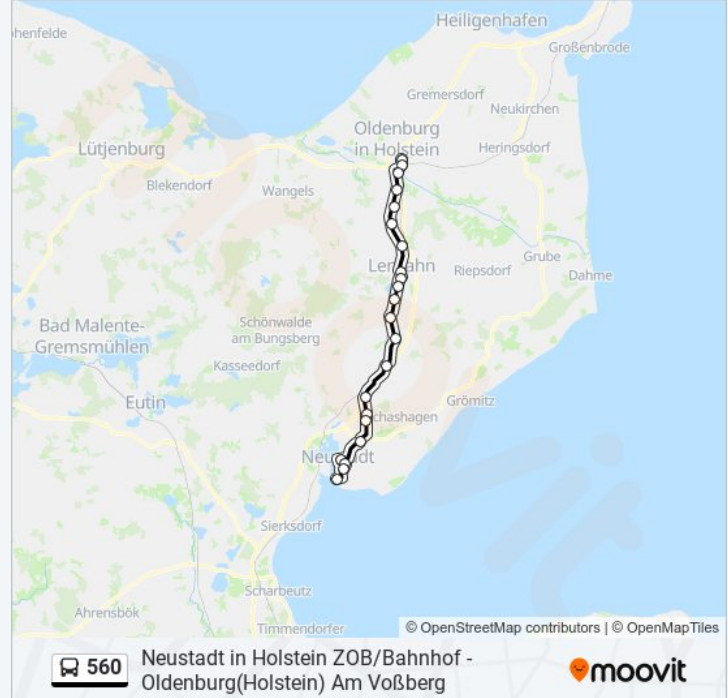 Heiligenhafen
Großenbrode
Gremersdorf
Neukirchen
Oldenburg
in Holstein
Heringsdorf
Lütjenburg
Blekendorf
Wangels
Grube
Riepsdorf
Dahme
Bad Malente-
Gremsmühlen
Schönwalde
am Bungsberg
Kasseedorf
Eutin
Grömitz
Sierksdorf
Scharbeutz
Ahrensbök
Timmendorfer
© OpenStreetMap contributors | © OpenMapTiles
560
Neustadt in Holstein ZOB/Bahnhof -
Oldenburg(Holstein) Am Voßberg
moovit